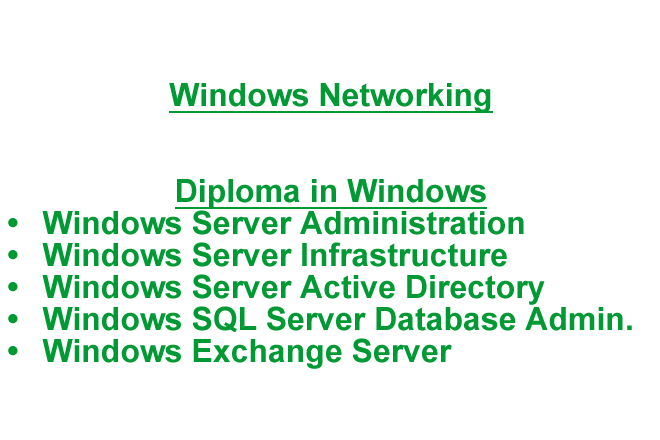 Windows Networking
Diploma in Windows
• Windows Server Administration
• Windows Server Infrastructure
• Windows Server Active Directory
• Windows SQL Server Database Admin.
• Windows Exchange Server